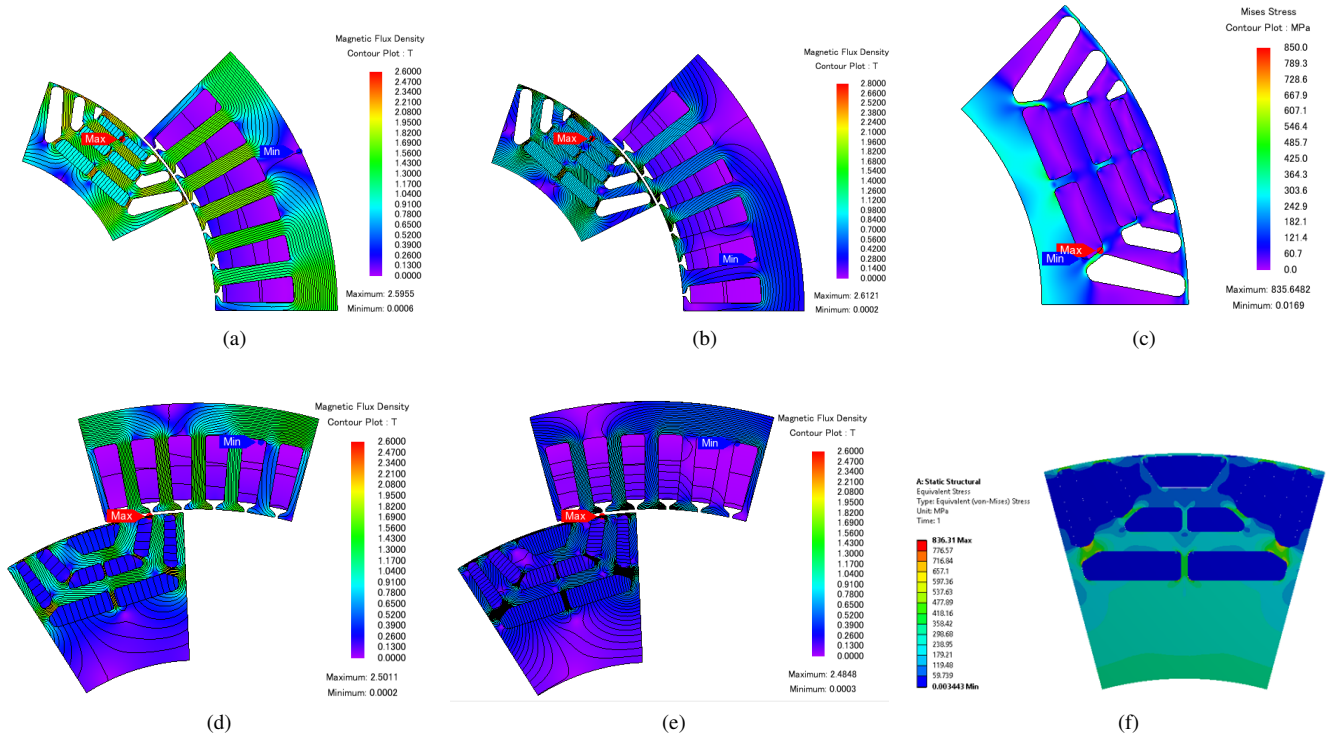 Magnetic Flux Density
Contour Plot : T
2.6000
2.4700
2.3400
2.2100
2.0800
1.9500
1.8200
1.6900
1.5600
1.4300
1.3000
1.1700
1.0400
0.9100
0.7800
0.6500
0.5200
0.3900
0.2600
0.1300
0.0000
Maximum: 2.5955
Minimum: 0.0006
Max
Min
(a)
Magnetic Flux Density
Contour Plot : T
2.8000
2.6600
2.5200
2.3800
2.2400
2.1000
1.9600
1.8200
1.6800
1.5400
1.4000
1.2600
1.1200
0.9800
0.8400
0.7000
0.5600
0.4200
0.2800
0.1400
0.0000
Maximum: 2.6121
Minimum: 0.0002
Max
Min
(b)
Mises Stress
Contour Plot : MPa
850.0
789.3
728.6
667.9
607.1
546.4
485.7
425.0
364.3
303.6
242.9
182.1
121.4
60.7
0.0
Maximum: 835.6482
Minimum: 0.0169
Max
Min
(c)
Magnetic Flux Density
Contour Plot : T
2.6000
2.4700
2.3400
2.2100
2.0800
1.9500
1.8200
1.6900
1.5600
1.4300
1.3000
1.1700
1.0400
0.9100
0.7800
0.6500
0.5200
0.3900
0.2600
0.1300
0.0000
Maximum: 2.5011
Minimum: 0.0002
Min
Max
(d)
Magnetic Flux Density
Contour Plot : T
2.6000
2.4700
2.3400
2.2100
2.0800
1.9500
1.8200
1.6900
1.5600
1.4300
1.3000
1.1700
1.0400
0.9100
0.7800
0.6500
0.5200
0.3900
0.2600
0.1300
0.0000
Maximum: 2.4848
Minimum: 0.0003
Min
Max
(e)
A: Static Structural
Equivalent Stress
Type: Equivalent (von-Mises) Stress
Unit: MPa
Time: 1
836.31 Max
776.57
716.84
657.1
597.36
537.63
477.89
418.16
358.42
298.68
238.95
179.21
119.48
59.739
0.003443 Min
(f)